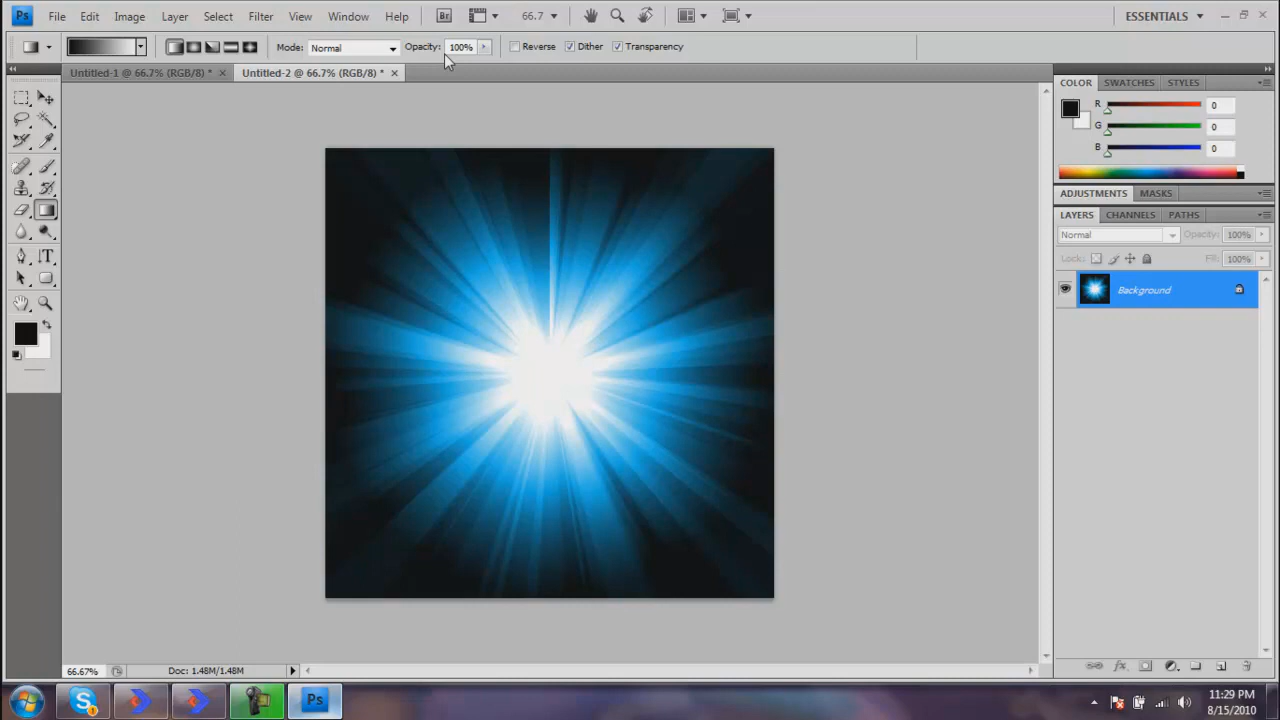 Ps File Edit Image Layer Select Filter View Window Help Br 66.7 ESSENTIALS
Mode: Normal Opacity: 100% Reverse Dither Transparency
Untitled-1 @ 66.7% (RGB/8) * Untitled-2 @ 66.7% (RGB/8) *
COLOR SWATCHES STYLES
R 0
G 0
B 0
ADJUSTMENTS MASKS
LAYERS CHANNELS PATHS
Normal Opacity: 100%
Lock: Fill: 100%
Background
T
66.67% Doc: 1.48M/1.48M
S Ps
11:29 PM
8/15/2010